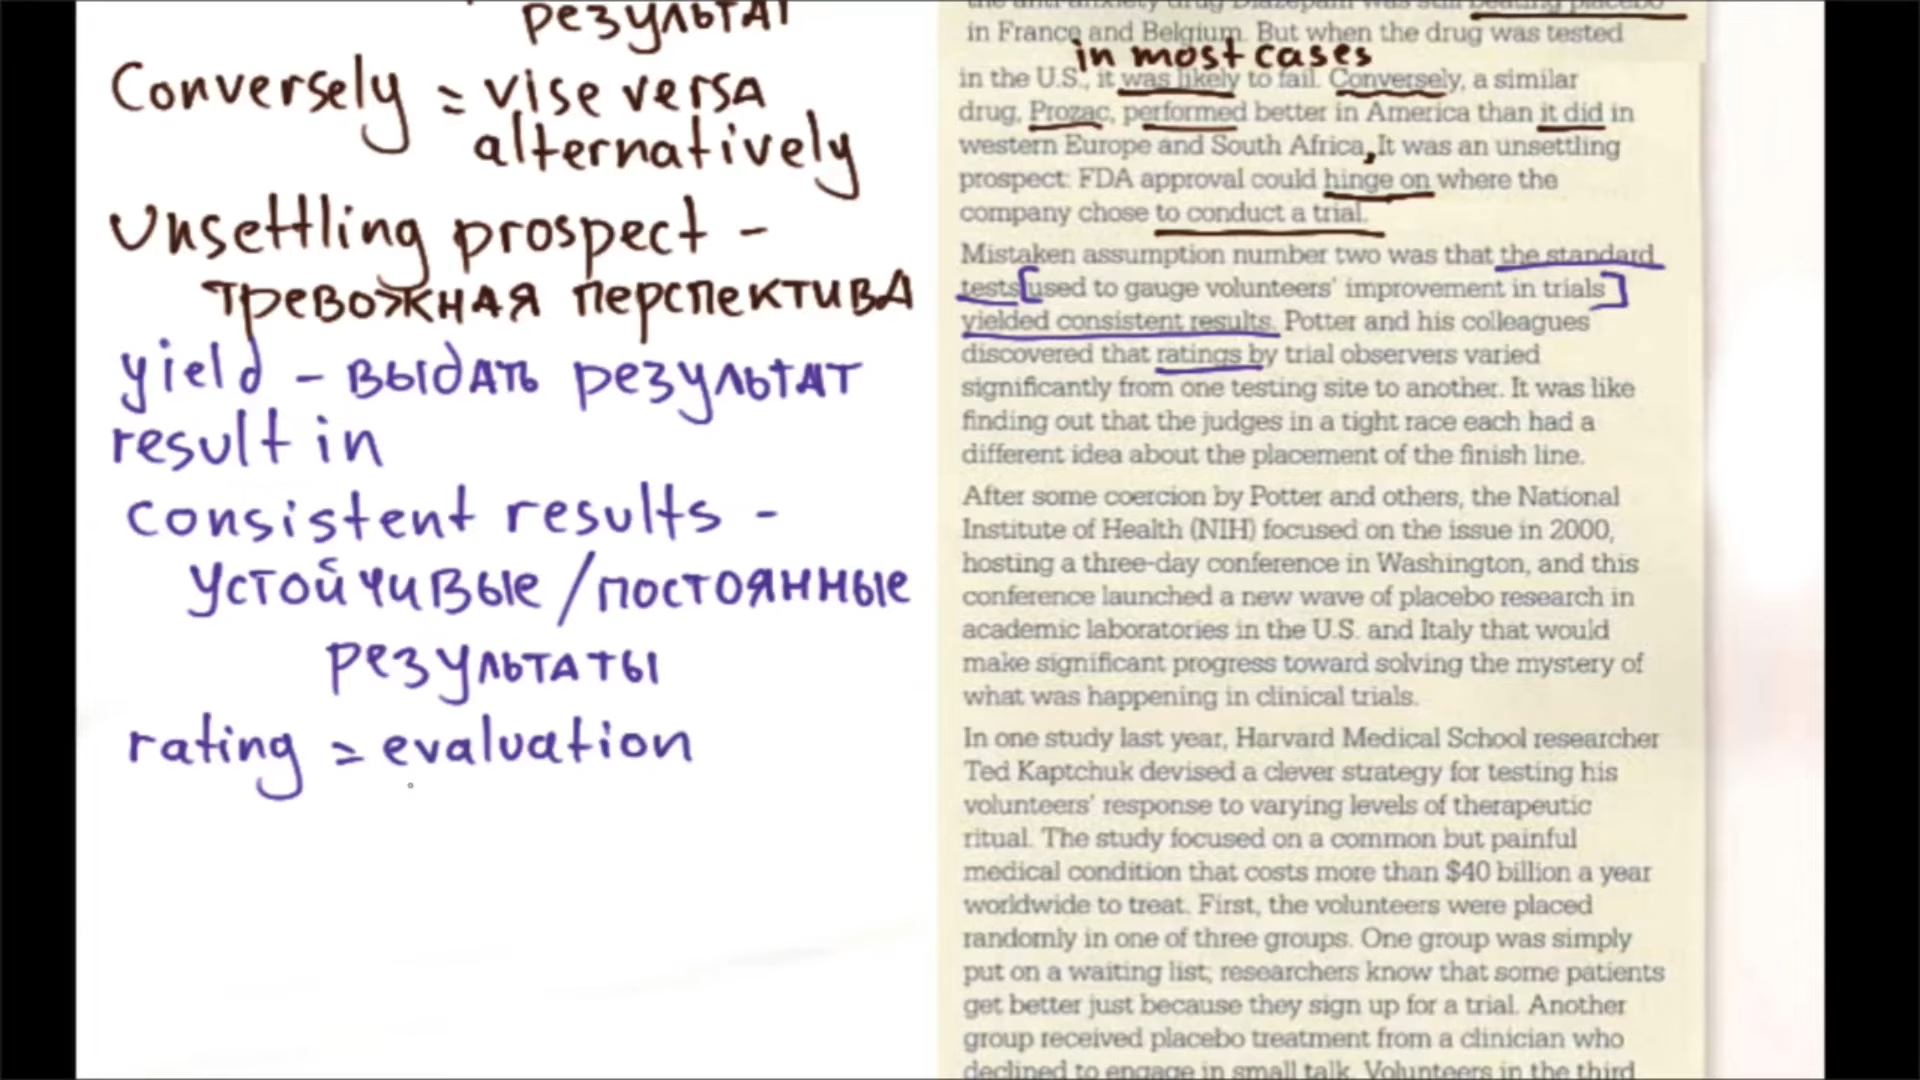 результат
Conversely = vise versa
alternatively
Unsettling prospect -
тревожная перспектива
yield - выдать результат
result in
consistent results -
устойчивые/постоянные
результаты
rating = evaluation
the anti-anxiety drug Diazepam was still beating placebo
in France and Belgium. But when the drug was tested
in most cases
in the U.S., it was likely to fail. Conversely, a similar
drug, Prozac, performed better in America than it did in
western Europe and South Africa, It was an unsettling
prospect: FDA approval could hinge on where the
company chose to conduct a trial.
Mistaken assumption number two was that the standard
tests [used to gauge volunteers’ improvement in trials]
yielded consistent results. Potter and his colleagues
discovered that ratings by trial observers varied
significantly from one testing site to another. It was like
finding out that the judges in a tight race each had a
different idea about the placement of the finish line.
After some coercion by Potter and others, the National
Institute of Health (NIH) focused on the issue in 2000,
hosting a three-day conference in Washington, and this
conference launched a new wave of placebo research in
academic laboratories in the U.S. and Italy that would
make significant progress toward solving the mystery of
what was happening in clinical trials.
In one study last year, Harvard Medical School researcher
Ted Kaptchuk devised a clever strategy for testing his
volunteers’ response to varying levels of therapeutic
ritual. The study focused on a common but painful
medical condition that costs more than $40 billion a year
worldwide to treat. First, the volunteers were placed
randomly in one of three groups. One group was simply
put on a waiting list; researchers know that some patients
get better just because they sign up for a trial. Another
group received placebo treatment from a clinician who
declined to engage in small talk. Volunteers in the third